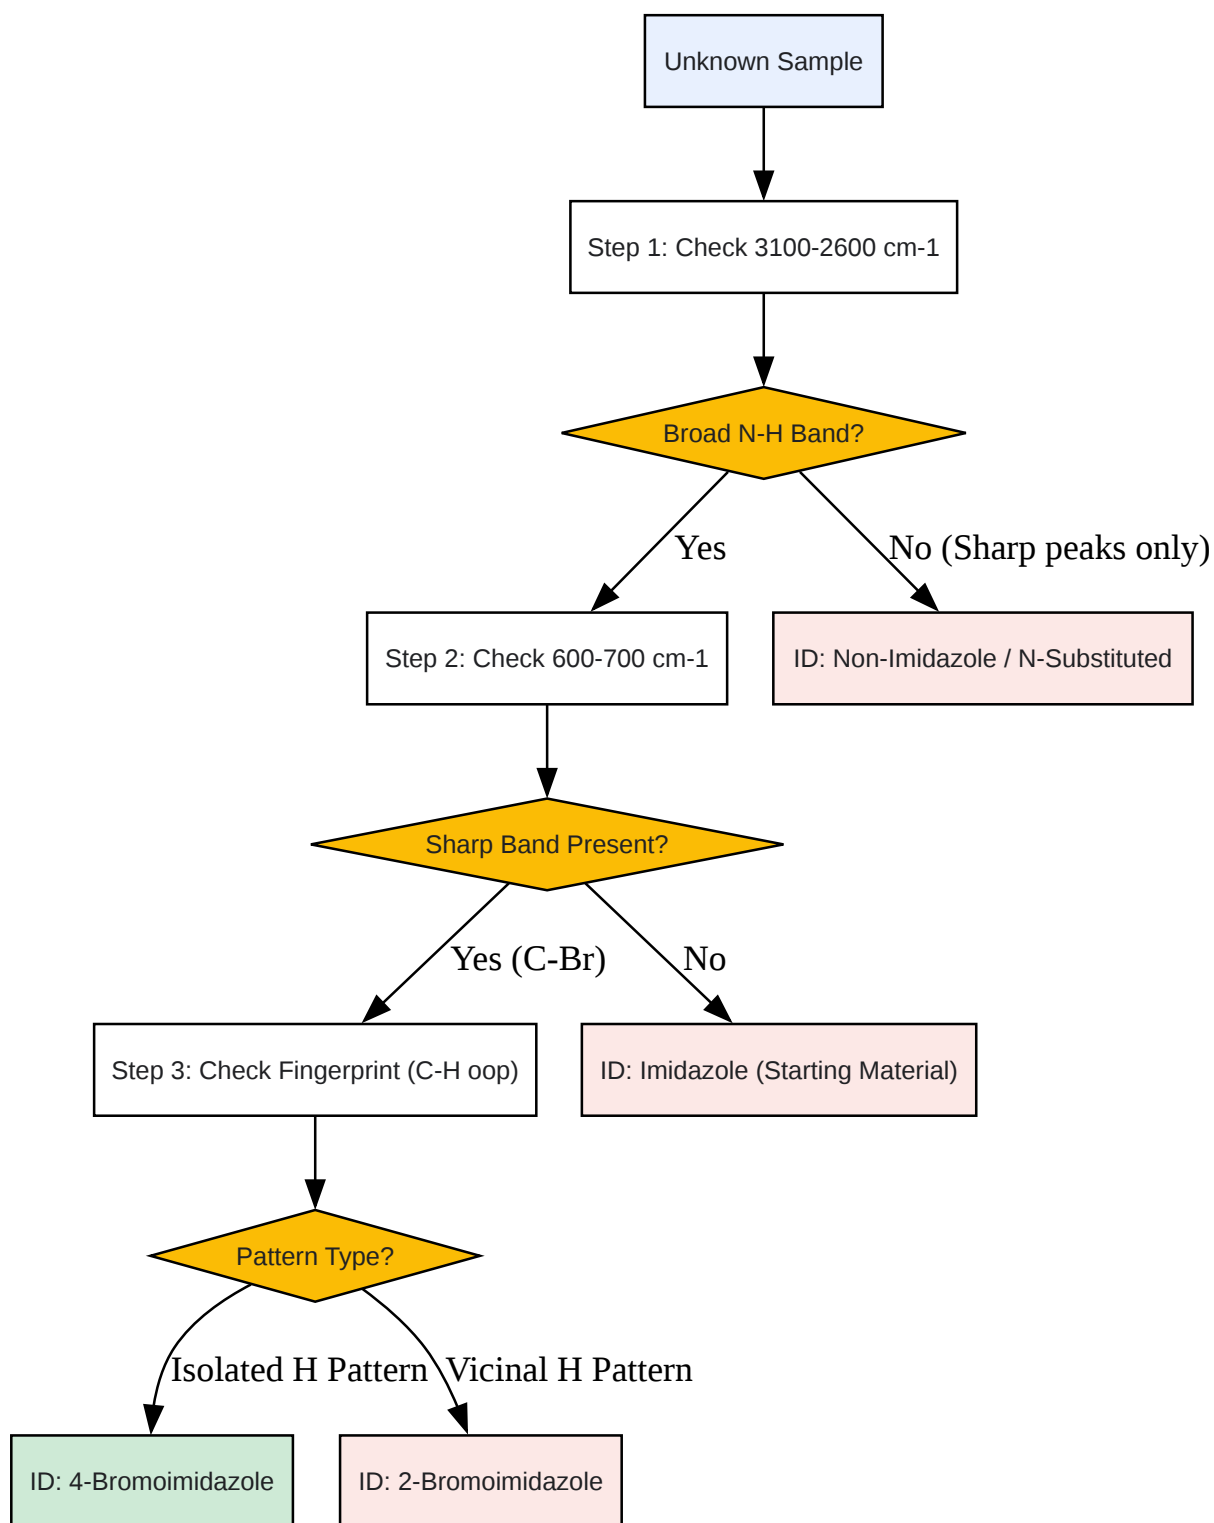 Unknown Sample
Step 1: Check 3100-2600 cm-1
Broad N-H Band?
Yes
No (Sharp peaks only)
Step 2: Check 600-700 cm-1
ID: Non-Imidazole / N-Substituted
Sharp Band Present?
Yes (C-Br)
No
Step 3: Check Fingerprint (C-H oop)
ID: Imidazole (Starting Material)
Pattern Type?
Isolated H Pattern
Vicinal H Pattern
ID: 4-Bromoimidazole
ID: 2-Bromoimidazole